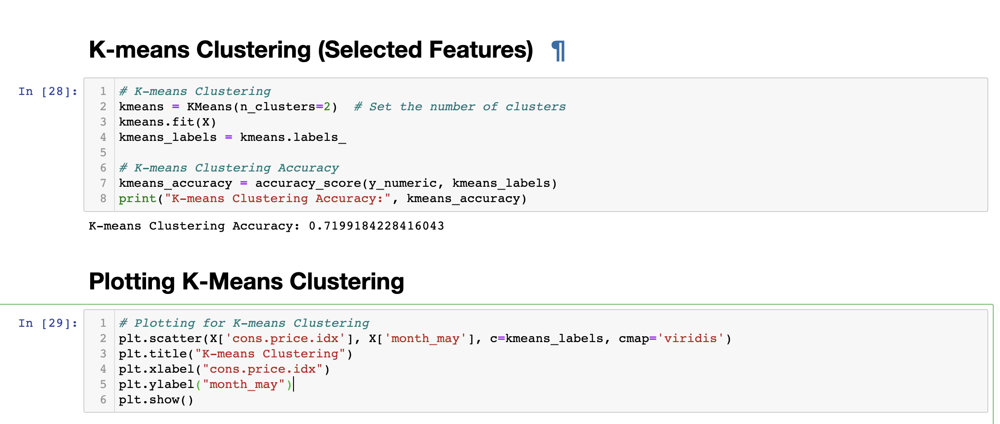 K-means Clustering (Selected Features) ¶
In [28]:
1 # K-means Clustering
2 kmeans = KMeans(n_clusters=2)  # Set the number of clusters
3 kmeans.fit(X)
4 kmeans_labels = kmeans.labels_
5
6 # K-means Clustering Accuracy
7 kmeans_accuracy = accuracy_score(y_numeric, kmeans_labels)
8 print("K-means Clustering Accuracy:", kmeans_accuracy)
K-means Clustering Accuracy: 0.7199184228416043
Plotting K-Means Clustering
In [29]:
1 # Plotting for K-means Clustering
2 plt.scatter(X['cons.price.idx'], X['month_may'], c=kmeans_labels, cmap='viridis')
3 plt.title("K-means Clustering")
4 plt.xlabel("cons.price.idx")
5 plt.ylabel("month_may")
6 plt.show()